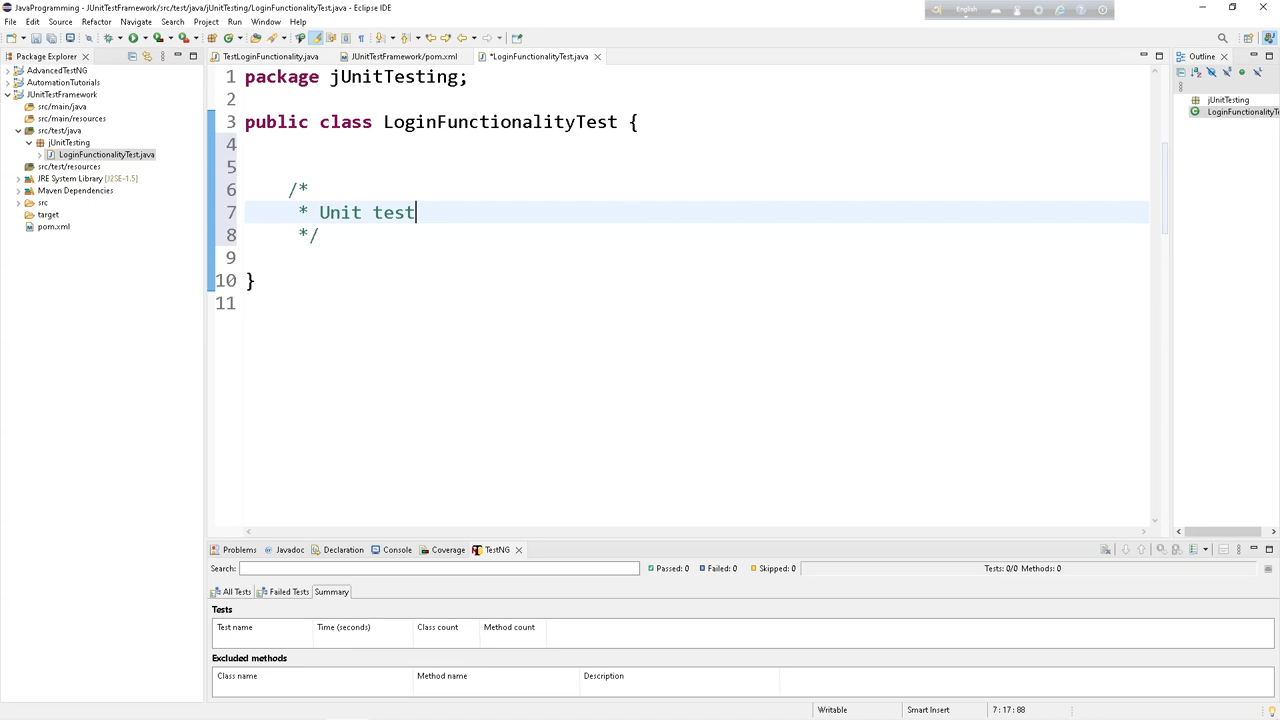 JavaProgramming - JUnitTestFramework/src/test/java/jUnitTesting/LoginFunctionalityTest.java - Eclipse IDE
English
File Edit Source Refactor Navigate Search Project Run Window Help
Package Explorer
TestLoginFunctionality.java
JUnitTestFramework/pom.xml
*LoginFunctionalityTest.java
Outline
AdvancedTestNG
AutomationTutorials
JUnitTestFramework
src/main/java
src/main/resources
src/test/java
jUnitTesting
LoginFunctionalityTest.java
src/test/resources
JRE System Library [J2SE-1.5]
Maven Dependencies
src
target
pom.xml
1 package jUnitTesting;
2
3 public class LoginFunctionalityTest {
4
5
6 /*
7 * Unit test
8 */
9
10 }
11
jUnitTesting
LoginFunctionalityTe
Problems Javadoc Declaration Console Coverage TestNG
Search: Passed: 0 Failed: 0 Skipped: 0 Tests: 0/0 Methods: 0
All Tests Failed Tests Summary
Tests
Test name Time (seconds) Class count Method count
Excluded methods
Class name Method name Description
Writable Smart Insert 7 : 17 : 88